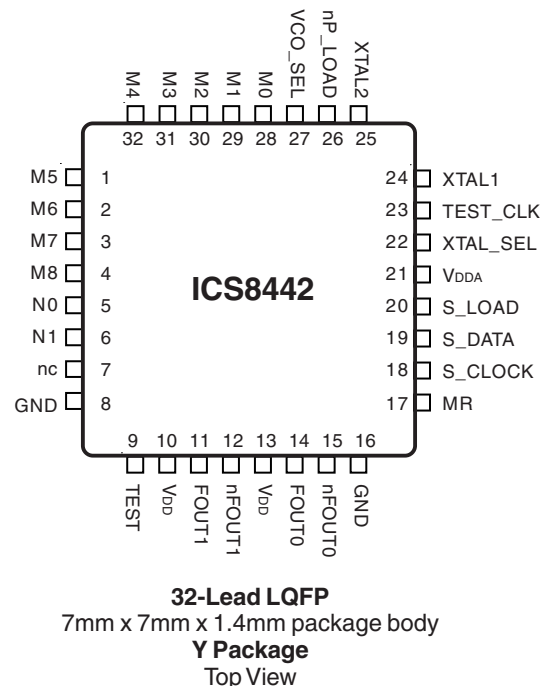 M4
M3
M2
M1
M0
VCO_SEL
nP_LOAD
XTAL2
32 31 30 29 28 27 26 25
M5 1
M6 2
M7 3
M8 4
N0 5
N1 6
nc 7
GND 8
ICS8442
24 XTAL1
23 TEST_CLK
22 XTAL_SEL
21 VDDA
20 S_LOAD
19 S_DATA
18 S_CLOCK
17 MR
9 10 11 12 13 14 15 16
TEST
VDD
FOUT1
nFOUT1
VDD
FOUT0
nFOUT0
GND
32-Lead LQFP
7mm x 7mm x 1.4mm package body
Y Package
Top View